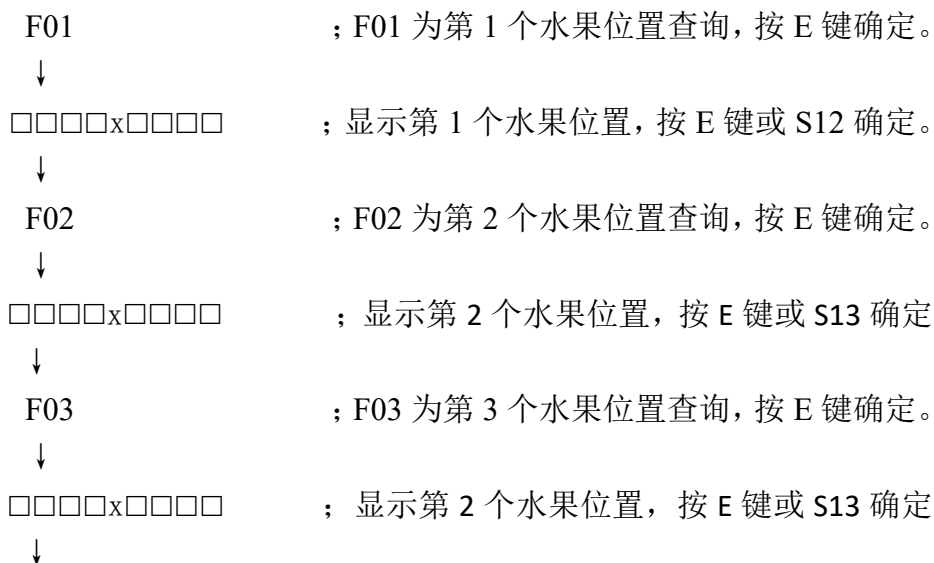 F01 ；F01 为第 1 个水果位置查询，按 E 键确定。
↓
□□□□x□□□□ ；显示第 1 个水果位置，按 E 键或 S12 确定。
↓
F02 ；F02 为第 2 个水果位置查询，按 E 键确定。
↓
□□□□x□□□□ ；显示第 2 个水果位置，按 E 键或 S13 确定
↓
F03 ；F03 为第 3 个水果位置查询，按 E 键确定。
↓
□□□□x□□□□ ；显示第 2 个水果位置，按 E 键或 S13 确定
↓